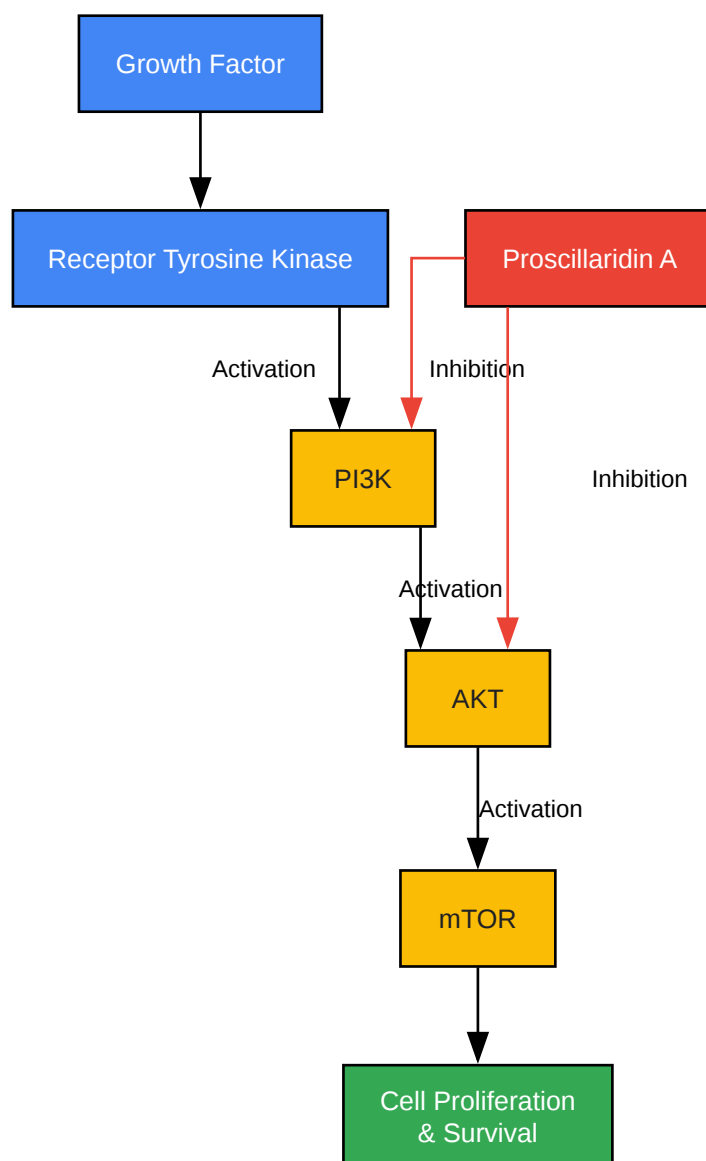 Growth Factor
Receptor Tyrosine Kinase
Proscillaridin A
Activation
Inhibition
PI3K
Inhibition
Activation
AKT
Activation
mTOR
Cell Proliferation
& Survival